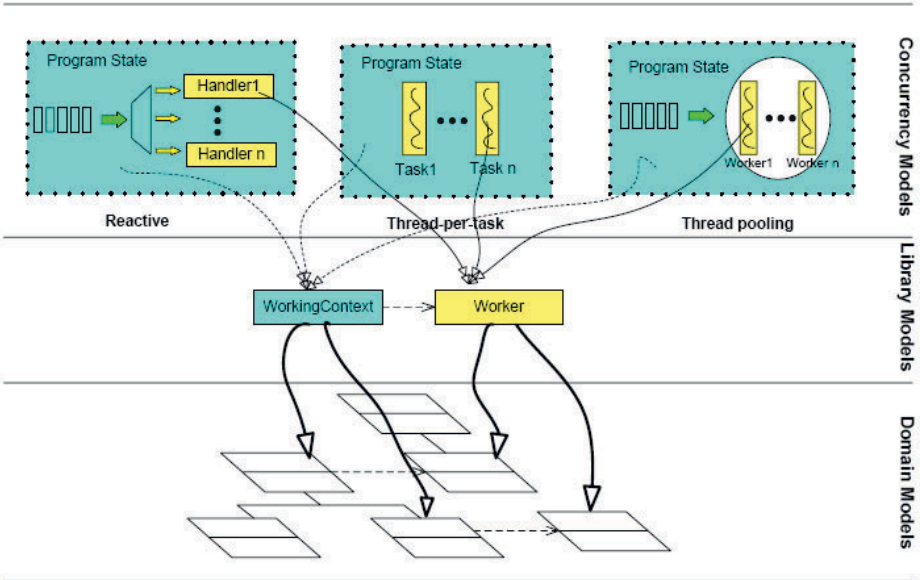 Program State
Handler1
Handler n
Reactive
Program State
Task1
Task n
Thread-per-task
Program State
Worker1
Worker n
Thread pooling
Concurrency Models
WorkingContext
Worker
Library Models
Domain Models